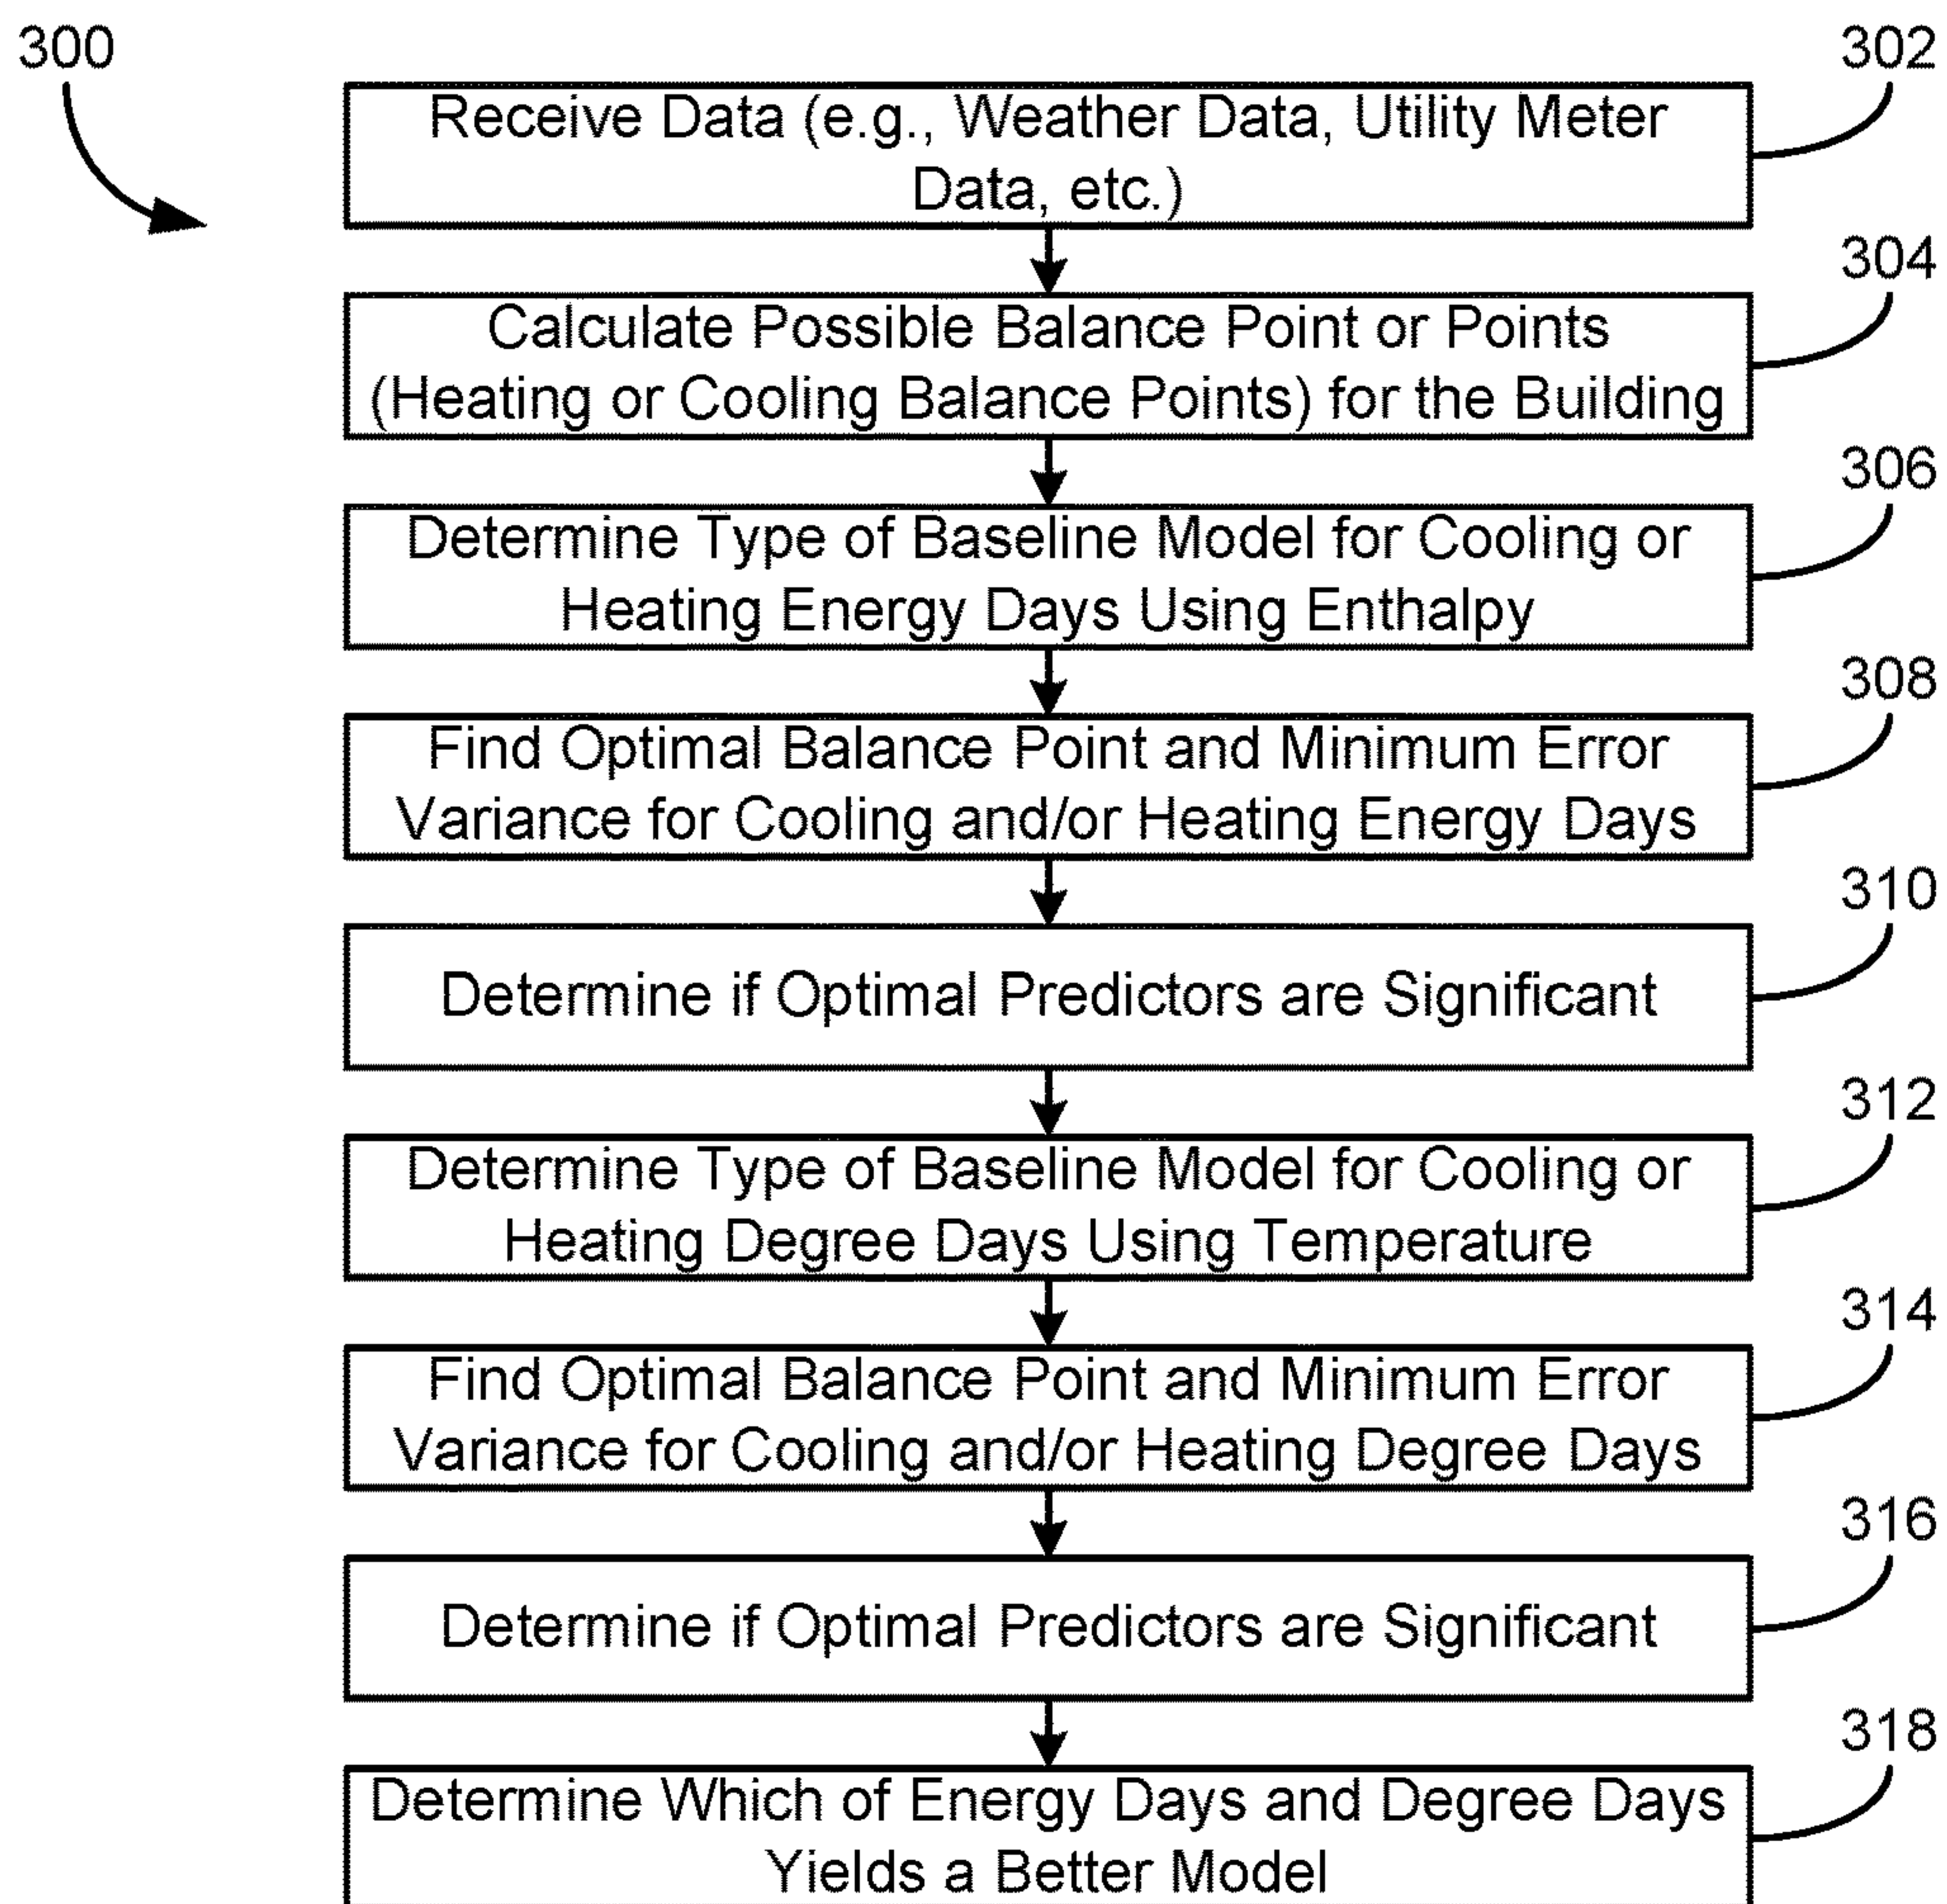 300
302
Receive Data (e.g., Weather Data, Utility Meter
Data, etc.)
304
Calculate Possible Balance Point or Points
(Heating or Cooling Balance Points) for the Building
306
Determine Type of Baseline Model for Cooling or
Heating Energy Days Using Enthalpy
308
Find Optimal Balance Point and Minimum Error
Variance for Cooling and/or Heating Energy Days
310
Determine if Optimal Predictors are Significant
312
Determine Type of Baseline Model for Cooling or
Heating Degree Days Using Temperature
314
Find Optimal Balance Point and Minimum Error
Variance for Cooling and/or Heating Degree Days
316
Determine if Optimal Predictors are Significant
318
Determine Which of Energy Days and Degree Days
Yields a Better Model